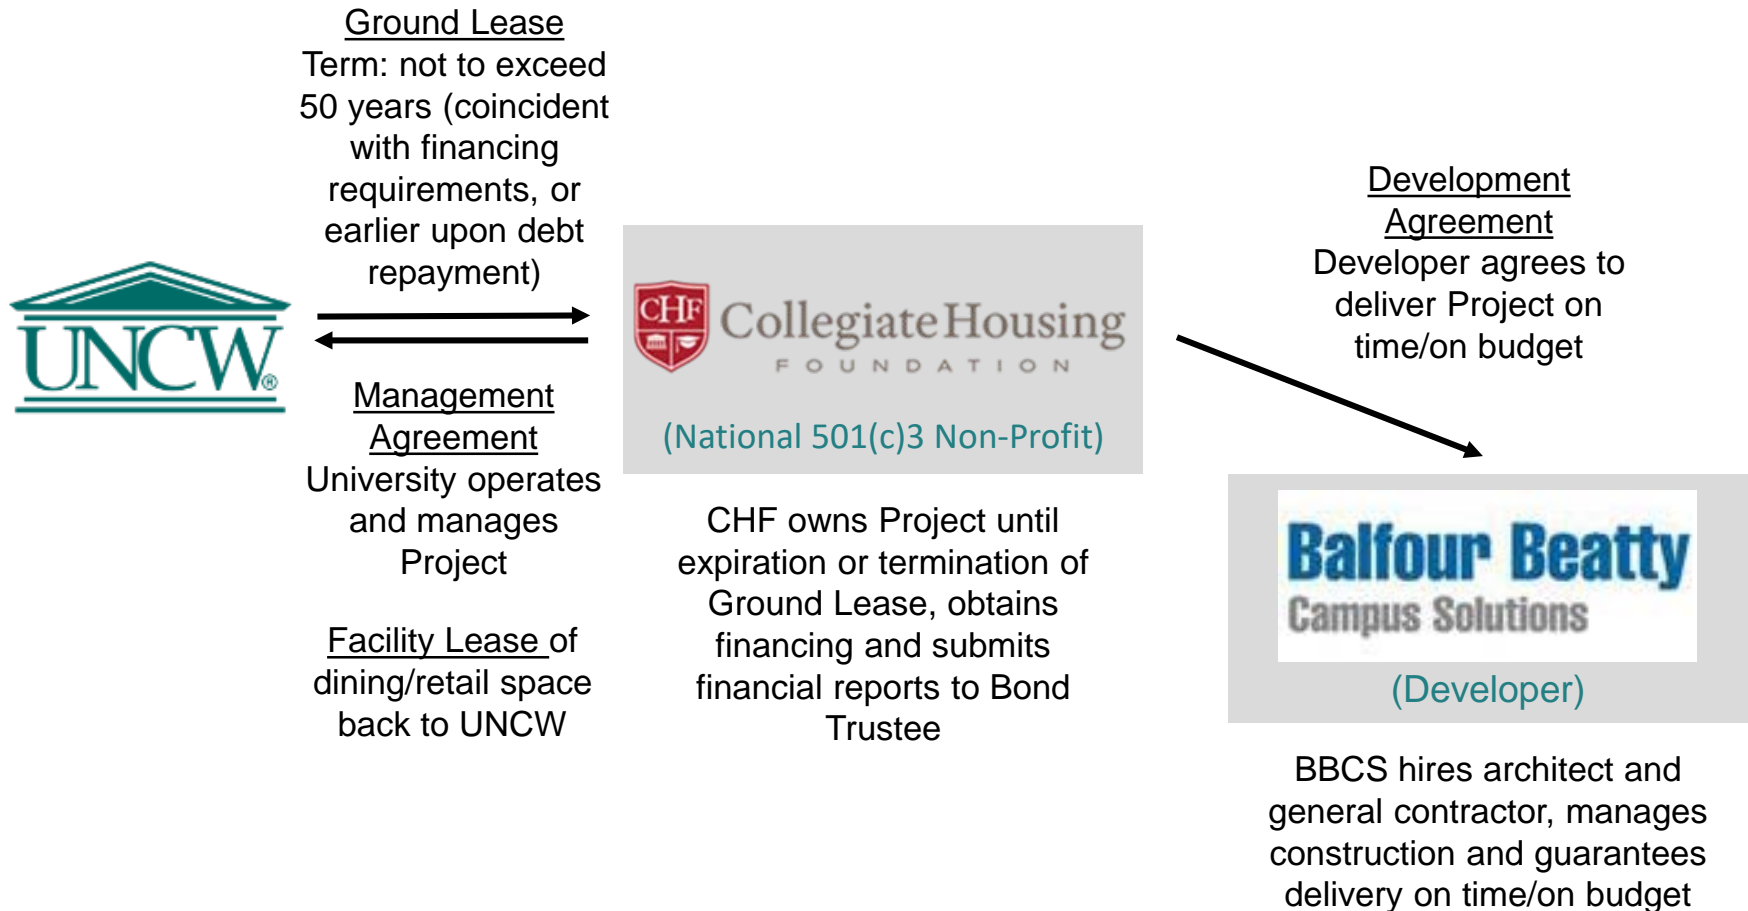 Ground Lease
Term: not to exceed
50 years (coincident
with financing
requirements, or
earlier upon debt
repayment)
UNCW®
Management
Agreement
University operates
and manages
Project
Facility Lease of
dining/retail space
back to UNCW
CHF
Collegiate Housing
FOUNDATION
(National 501(c)3 Non-Profit)
CHF owns Project until
expiration or termination of
Ground Lease, obtains
financing and submits
financial reports to Bond
Trustee
Development
Agreement
Developer agrees to
deliver Project on
time/on budget
Balfour Beatty
Campus Solutions
(Developer)
BBCS hires architect and
general contractor, manages
construction and guarantees
delivery on time/on budget